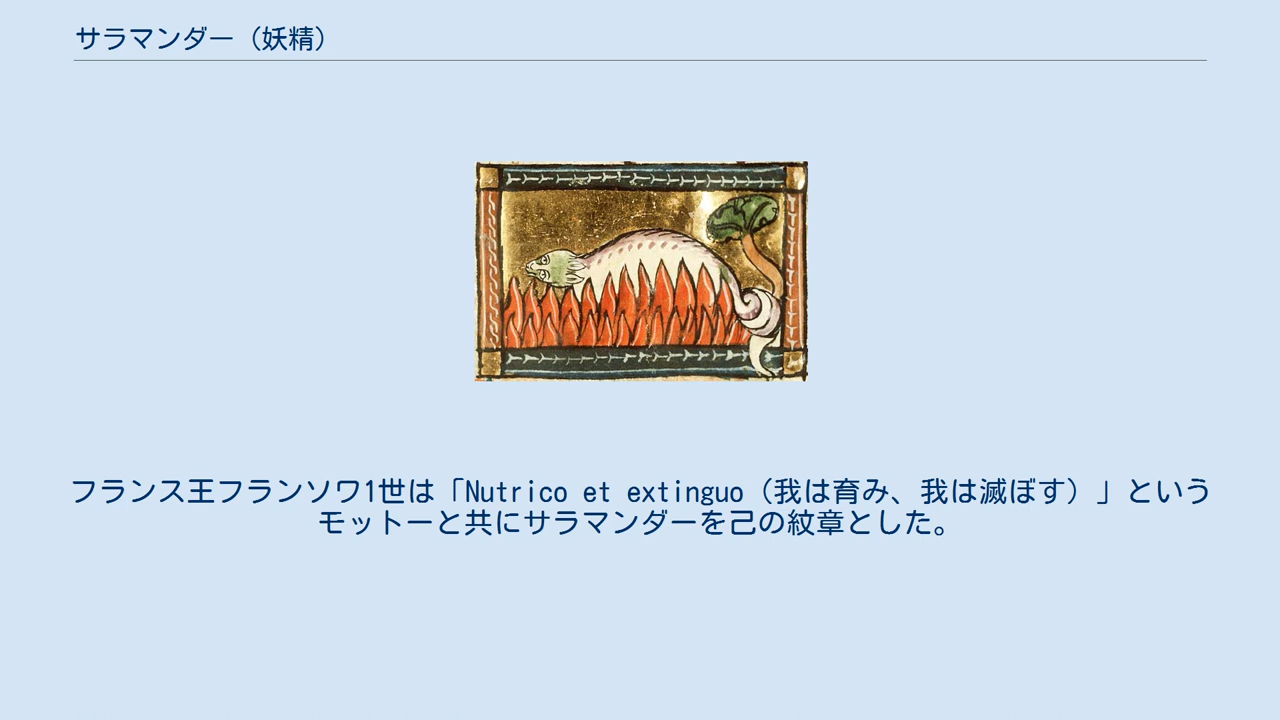 サラマンダー（妖精）
フランス王フランソワ1世は「Nutrico et extinguo（我は育み、我は滅ぼす）」という
モットーと共にサラマンダーを己の紋章とした。